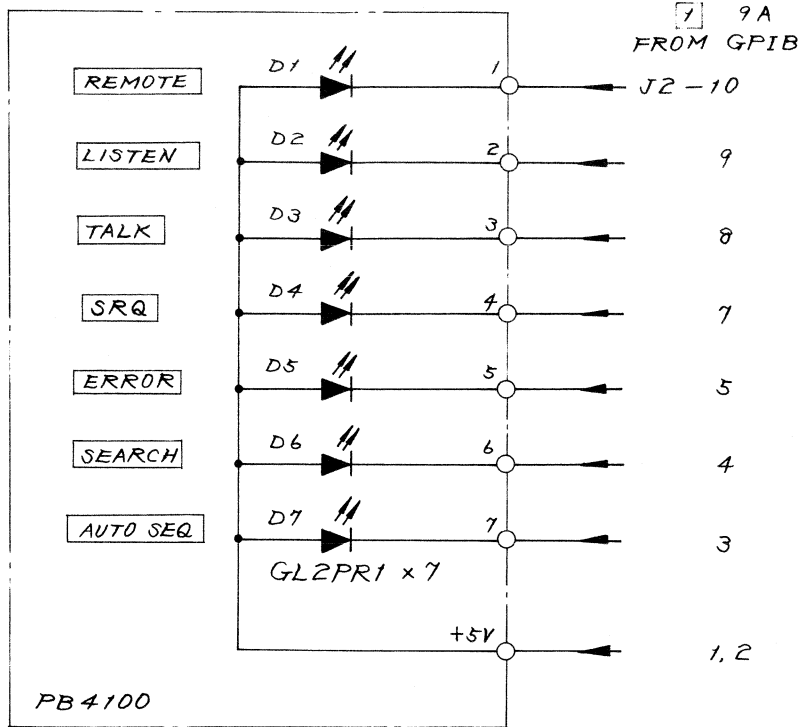 1 9A
FROM GPIB
REMOTE D1 1 J2-10
LISTEN D2 2 9
TALK D3 3 8
SRQ D4 4 7
ERROR D5 5 5
SEARCH D6 6 4
AUTO SEQ D7 7 3
GL2PR1 x 7
+5V 1, 2
PB4100